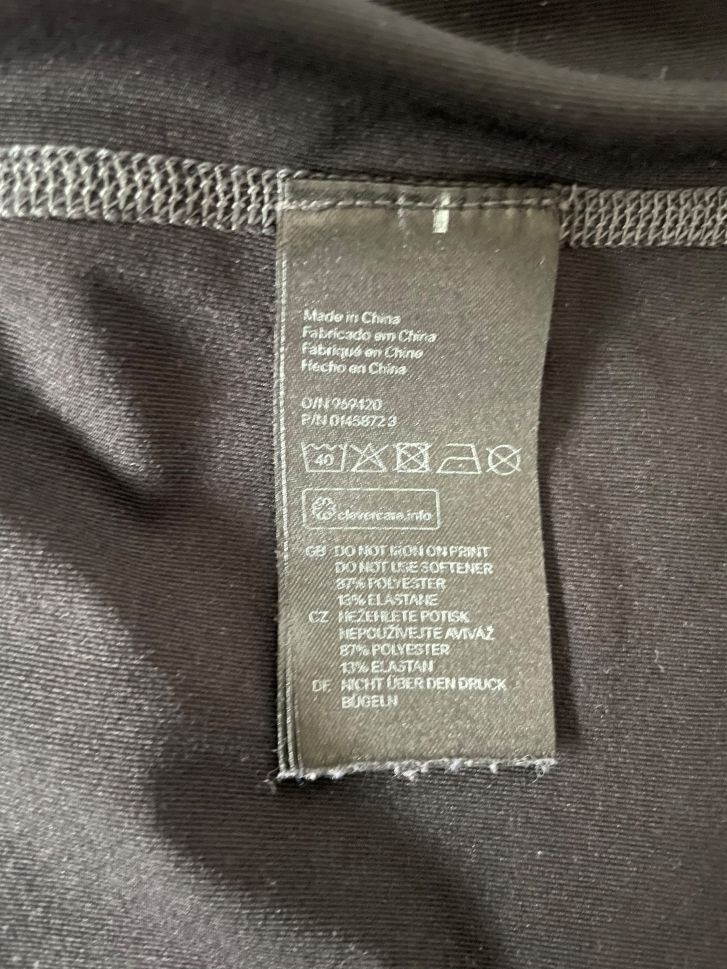 Made in China
Fabricado em China
Fabriqué en Chine
Hecho en China
O/N 969420
P/N 0145872 3
40
clevercare.info
GB DO NOT IRON ON PRINT
DO NOT USE SOFTENER
87% POLYESTER
13% ELASTANE
CZ NEŽEHLETE POTISK
NEPOUŽÍVEJTE AVIVÁŽ
87% POLYESTER
13% ELASTAN
DE NICHT ÜBER DEN DRUCK
BÜGELN